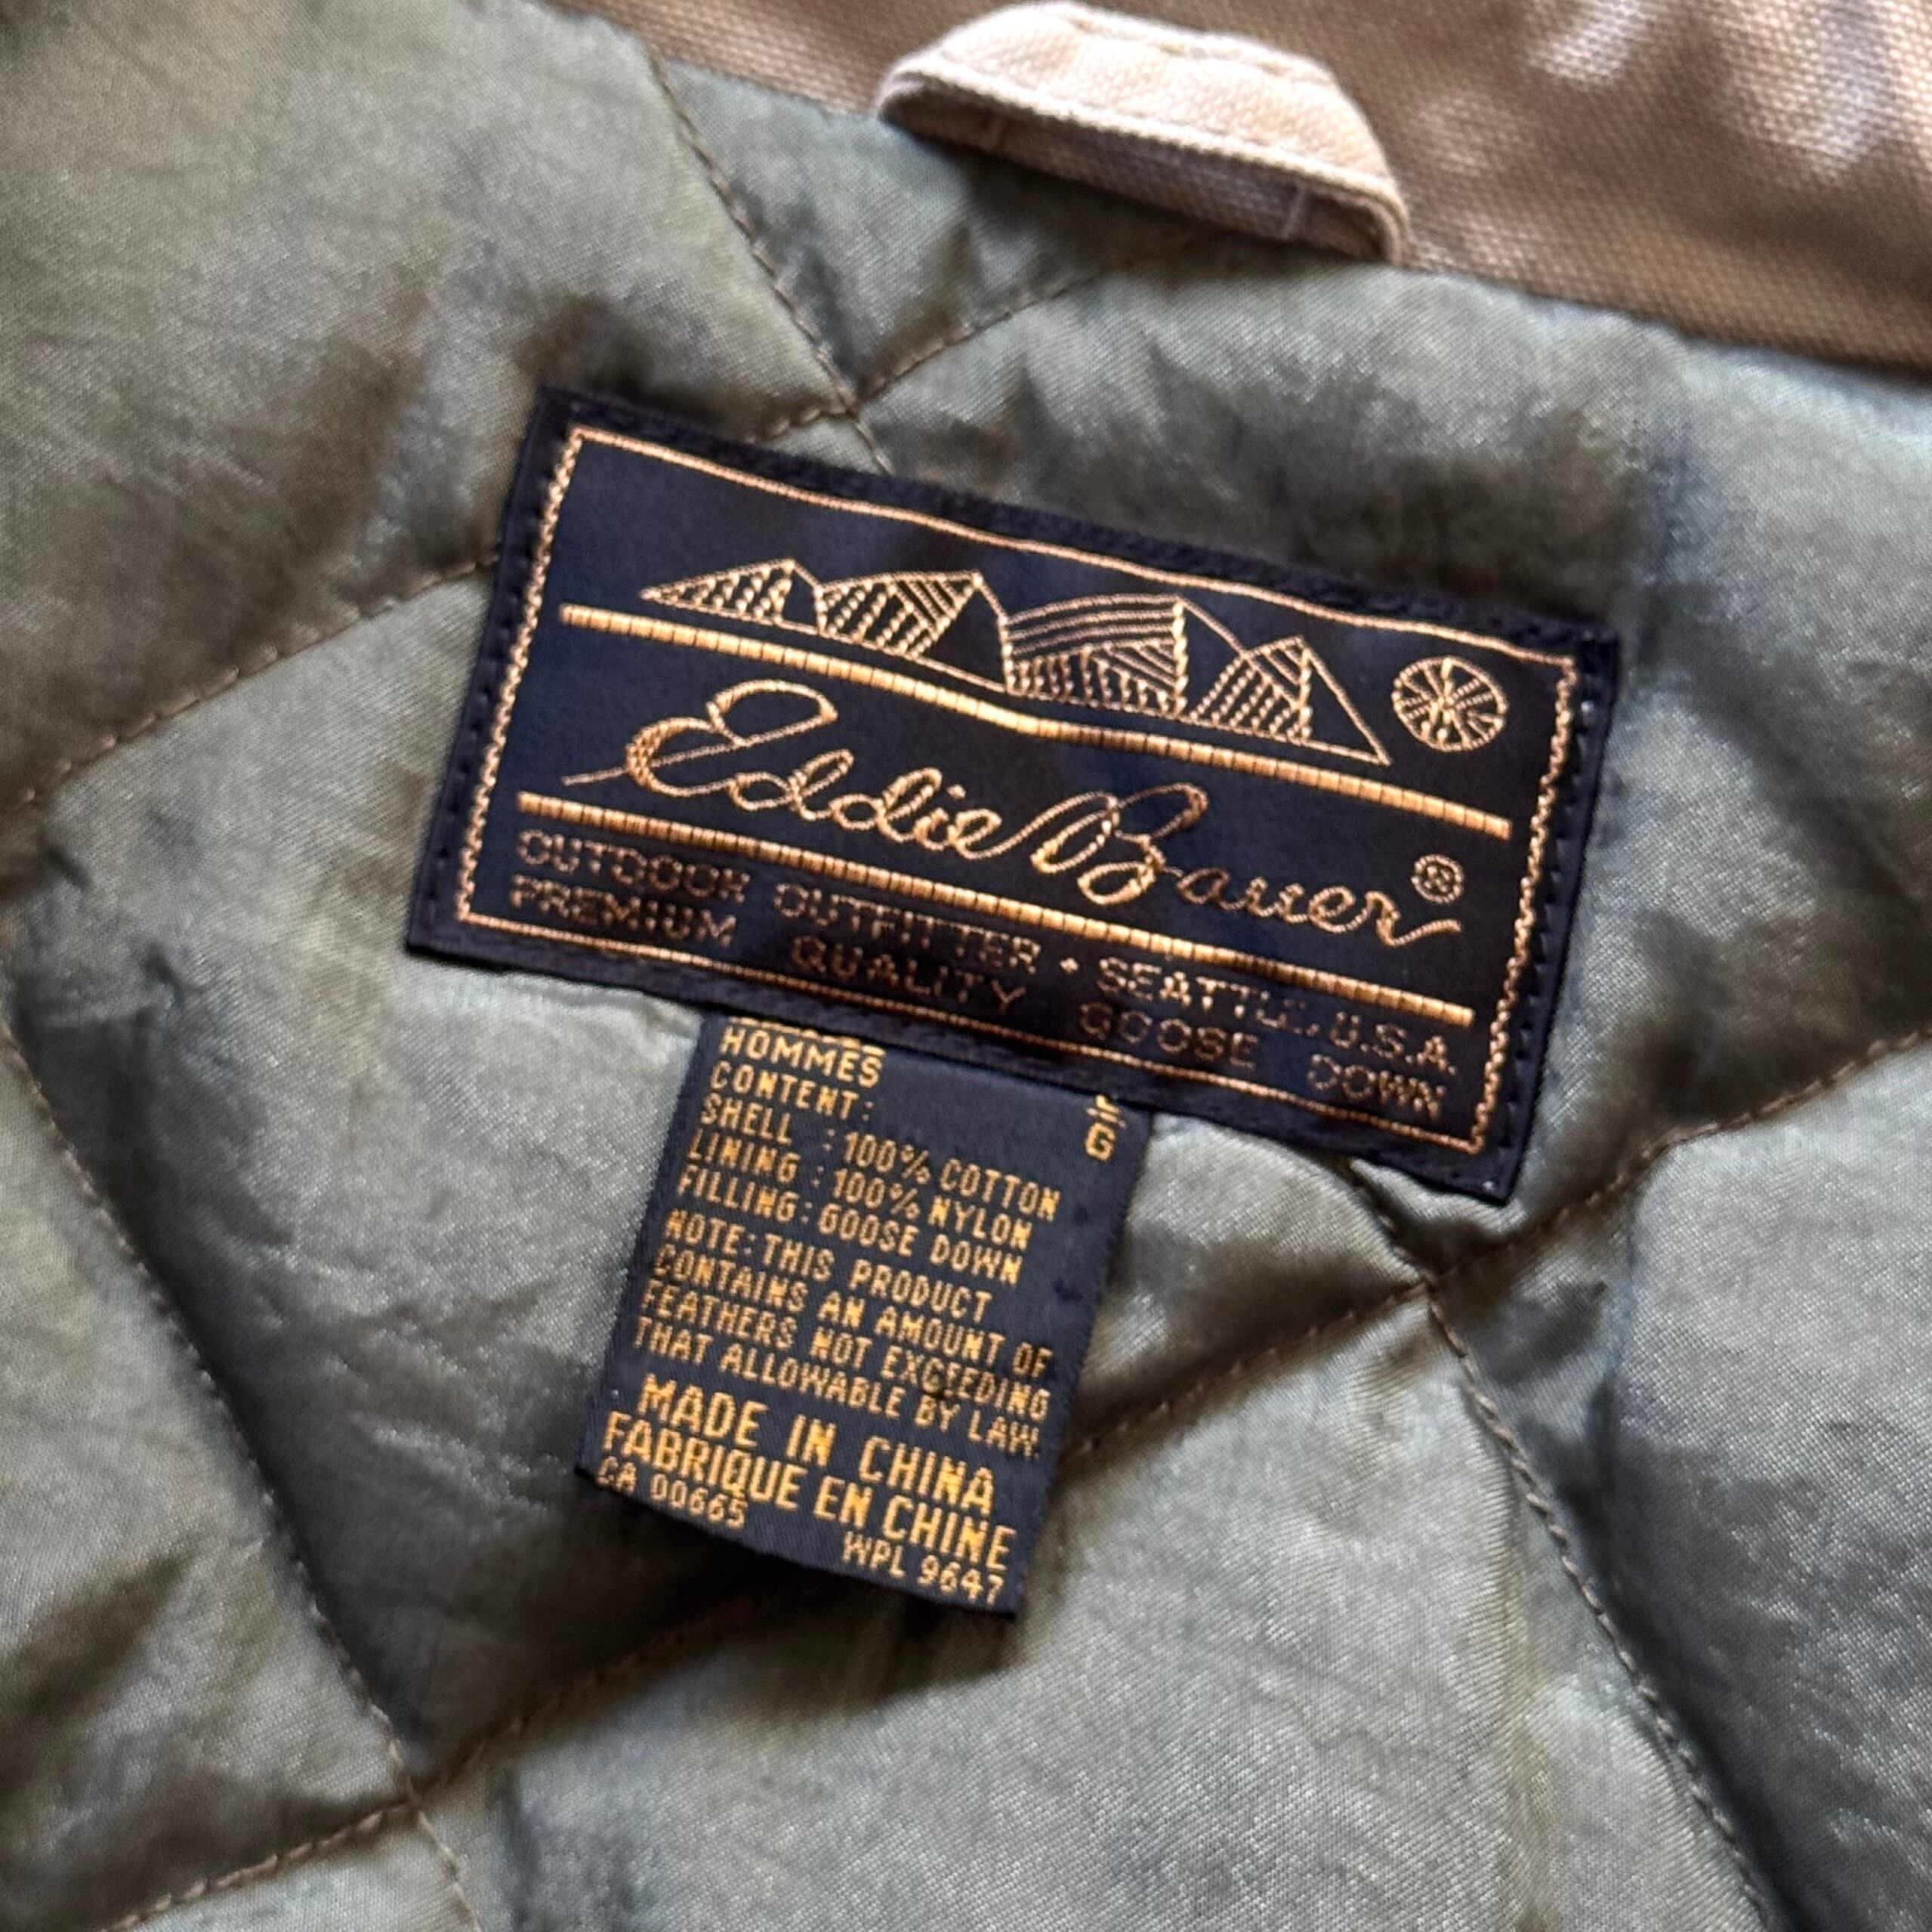 Eddie Bauer®
OUTDOOR OUTFITTER • SEATTLE, U.S.A.
PREMIUM QUALITY GOOSE DOWN
HOMMES
G
CONTENT:
SHELL : 100% COTTON
LINING : 100% NYLON
FILLING: GOOSE DOWN
NOTE: THIS PRODUCT
CONTAINS AN AMOUNT OF
FEATHERS NOT EXCEEDING
THAT ALLOWABLE BY LAW.
MADE IN CHINA
FABRIQUE EN CHINE
CA 00665 WPL 9647